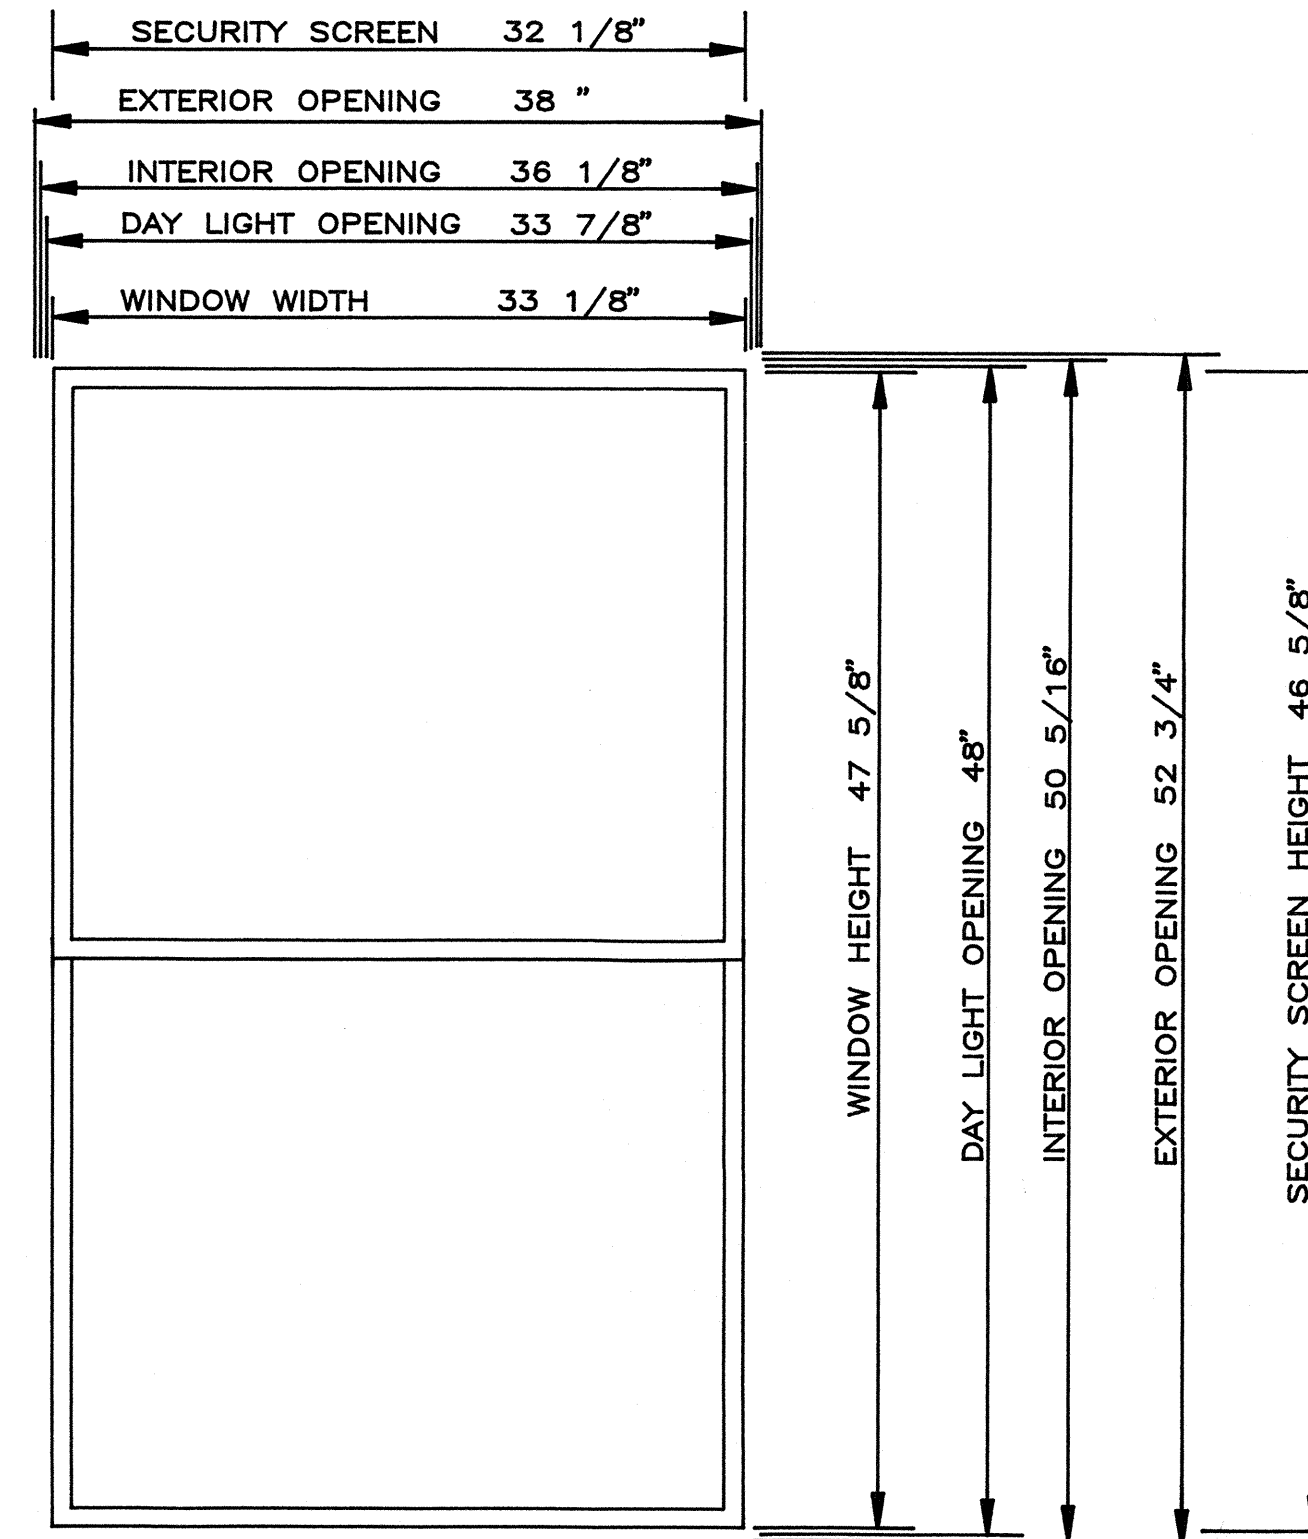 SECURITY SCREEN 32 1/8"
EXTERIOR OPENING 38 "
INTERIOR OPENING 36 1/8"
DAY LIGHT OPENING 33 7/8"
WINDOW WIDTH 33 1/8"
WINDOW HEIGHT 47 5/8"
DAY LIGHT OPENING 48"
INTERIOR OPENING 50 5/16"
EXTERIOR OPENING 52 3/4"
SECURITY SCREEN HEIGHT 46 5/8"